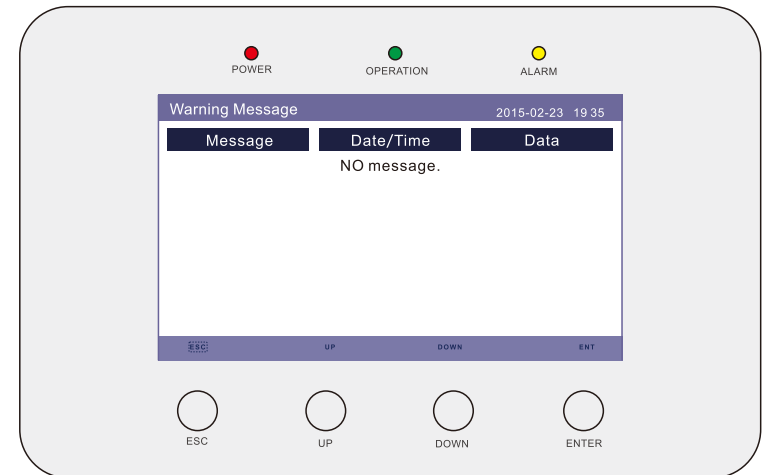 POWER OPERATION ALARM
Warning Message 2015-02-23 19 35
Message Date/Time Data
NO message.
ESC UP DOWN ENT
ESC UP DOWN ENTER